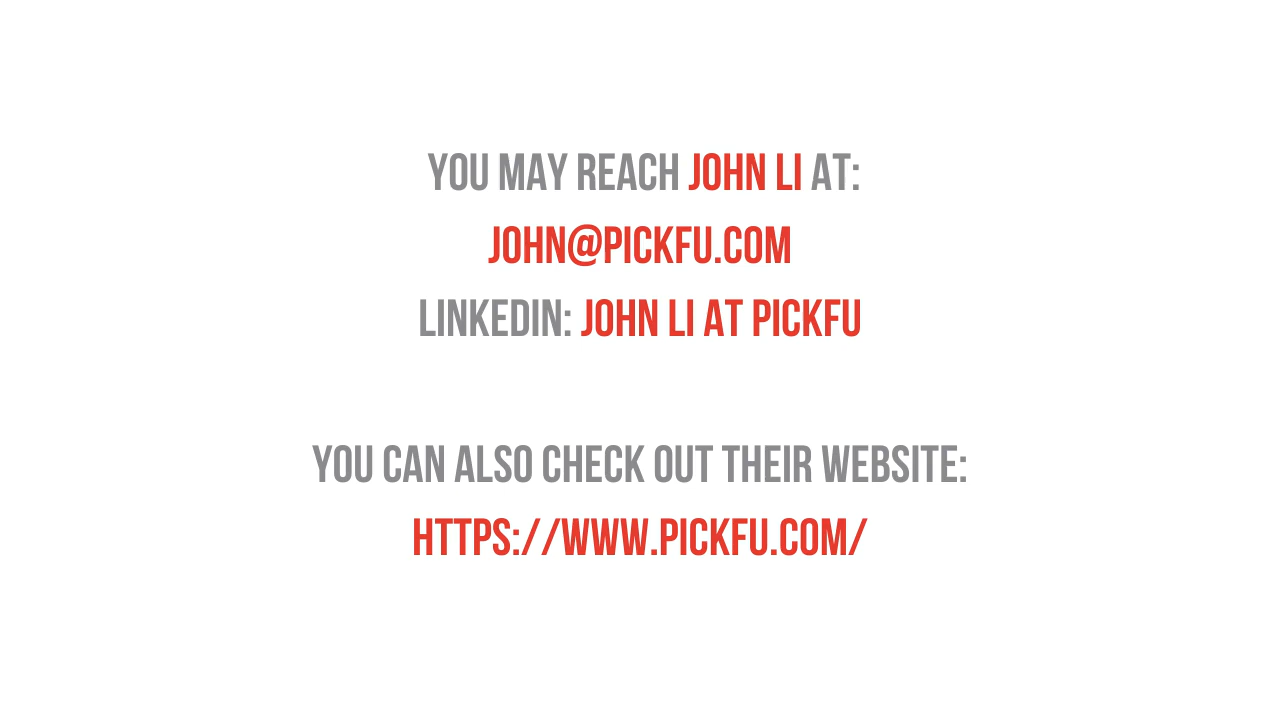 YOU MAY REACH JOHN LI AT:
JOHN@PICKFU.COM
LINKEDIN: JOHN LI AT PICKFU
YOU CAN ALSO CHECK OUT THEIR WEBSITE:
HTTPS://WWW.PICKFU.COM/